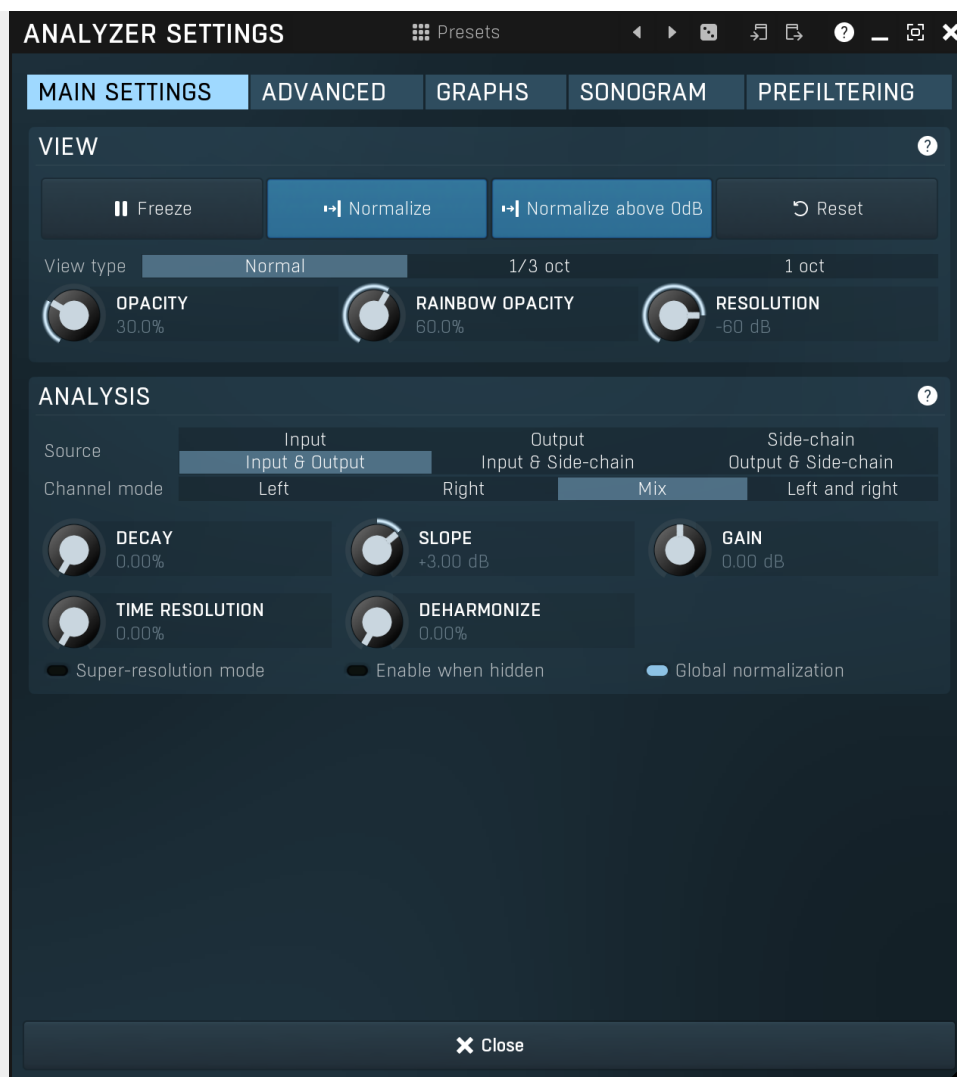 ANALYZER SETTINGS Presets ?
MAIN SETTINGS ADVANCED GRAPHS SONOGRAM PREFILTERING
VIEW ?
Freeze Normalize Normalize above 0dB Reset
View type Normal 1/3 oct 1 oct
OPACITY RAINBOW OPACITY RESOLUTION
30.0% 60.0% -60 dB
ANALYSIS ?
Source Input Output Side-chain
Input & Output Input & Side-chain Output & Side-chain
Channel mode Left Right Mix Left and right
DECAY SLOPE GAIN
0.00% +3.00 dB 0.00 dB
TIME RESOLUTION DEHARMONIZE
0.00% 0.00%
Super-resolution mode Enable when hidden Global normalization
Close